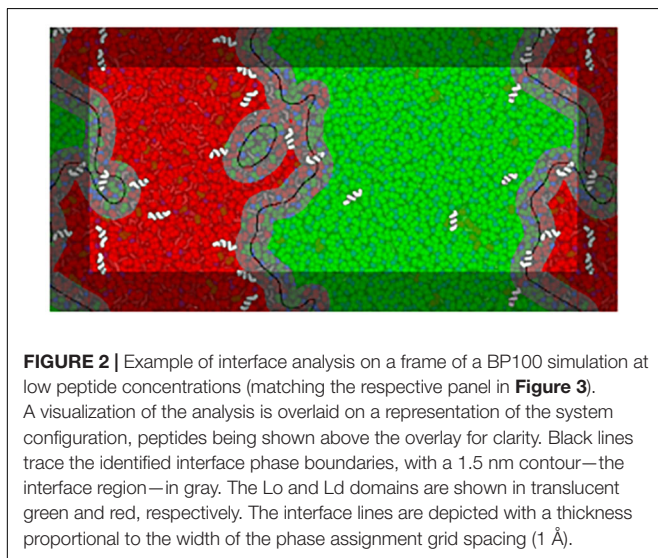 FIGURE 2 | Example of interface analysis on a frame of a BP100 simulation at
low peptide concentrations (matching the respective panel in Figure 3).
A visualization of the analysis is overlaid on a representation of the system
configuration, peptides being shown above the overlay for clarity. Black lines
trace the identified interface phase boundaries, with a 1.5 nm contour—the
interface region—in gray. The Lo and Ld domains are shown in translucent
green and red, respectively. The interface lines are depicted with a thickness
proportional to the width of the phase assignment grid spacing (1 Å).